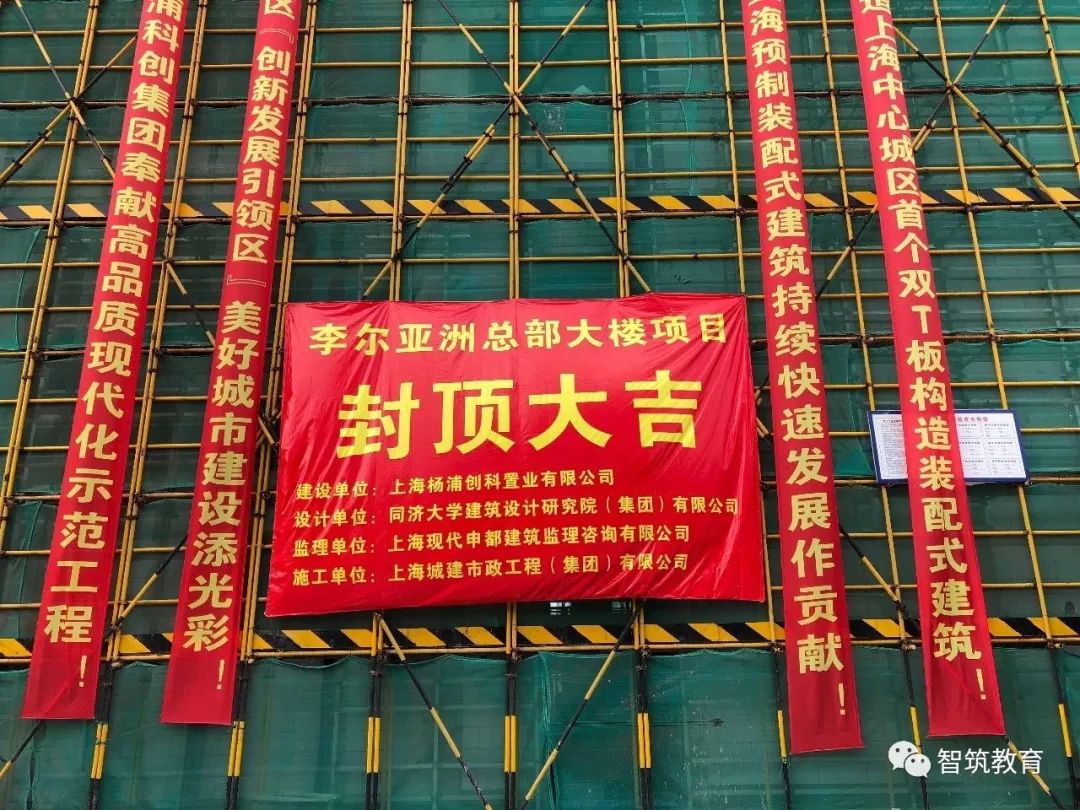 浦科创集团奉献高品质现代化示范工程！
区『创新发展引领区』美好城市建设添光彩！
李尔亚洲总部大楼项目
封顶大吉
建设单位：上海杨浦创科置业有限公司
设计单位：同济大学建筑设计研究院（集团）有限公司
监理单位：上海现代申都建筑监理咨询有限公司
施工单位：上海城建市政工程（集团）有限公司
海预制装配式建筑持续快速发展作贡献！
造上海中心城区首个双T板构造装配式建筑！
智筑教育